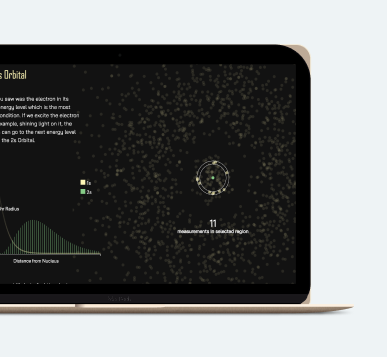 s Orbital
u saw was the electron in its
nergy level which is the most
ondition. If we excite the electron
xample, shining light on it, the
can go to the next energy level
the 2s Orbital.
1s
2s
hr Radius
11
measurements in selected region
Distance from Nucleus